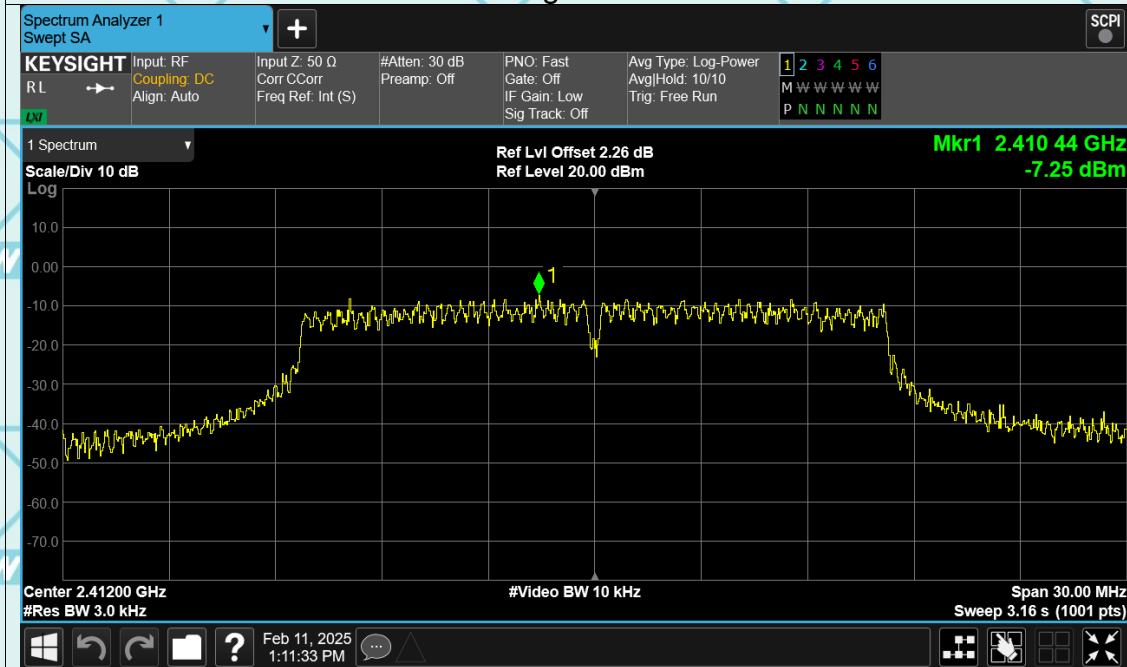 Spectrum Analyzer 1
Swept SA
+
SCPI
KEYSIGHT
RL
LXI
Input: RF
Coupling: DC
Align: Auto
Input Z: 50 Ω
Corr CCorr
Freq Ref: Int (S)
#Atten: 30 dB
Preamp: Off
PNO: Fast
Gate: Off
IF Gain: Low
Sig Track: Off
Avg Type: Log-Power
Avg|Hold: 10/10
Trig: Free Run
1 2 3 4 5 6
M W W W W W W
P N N N N N N
1 Spectrum
Scale/Div 10 dB
Ref Lvl Offset 2.26 dB
Ref Level 20.00 dBm
Mkr1 2.410 44 GHz
-7.25 dBm
Log
10.0
0.00
-10.0
-20.0
-30.0
-40.0
-50.0
-60.0
-70.0
1
Center 2.41200 GHz
#Res BW 3.0 kHz
#Video BW 10 kHz
Span 30.00 MHz
Sweep 3.16 s (1001 pts)
?
Feb 11, 2025
1:11:33 PM